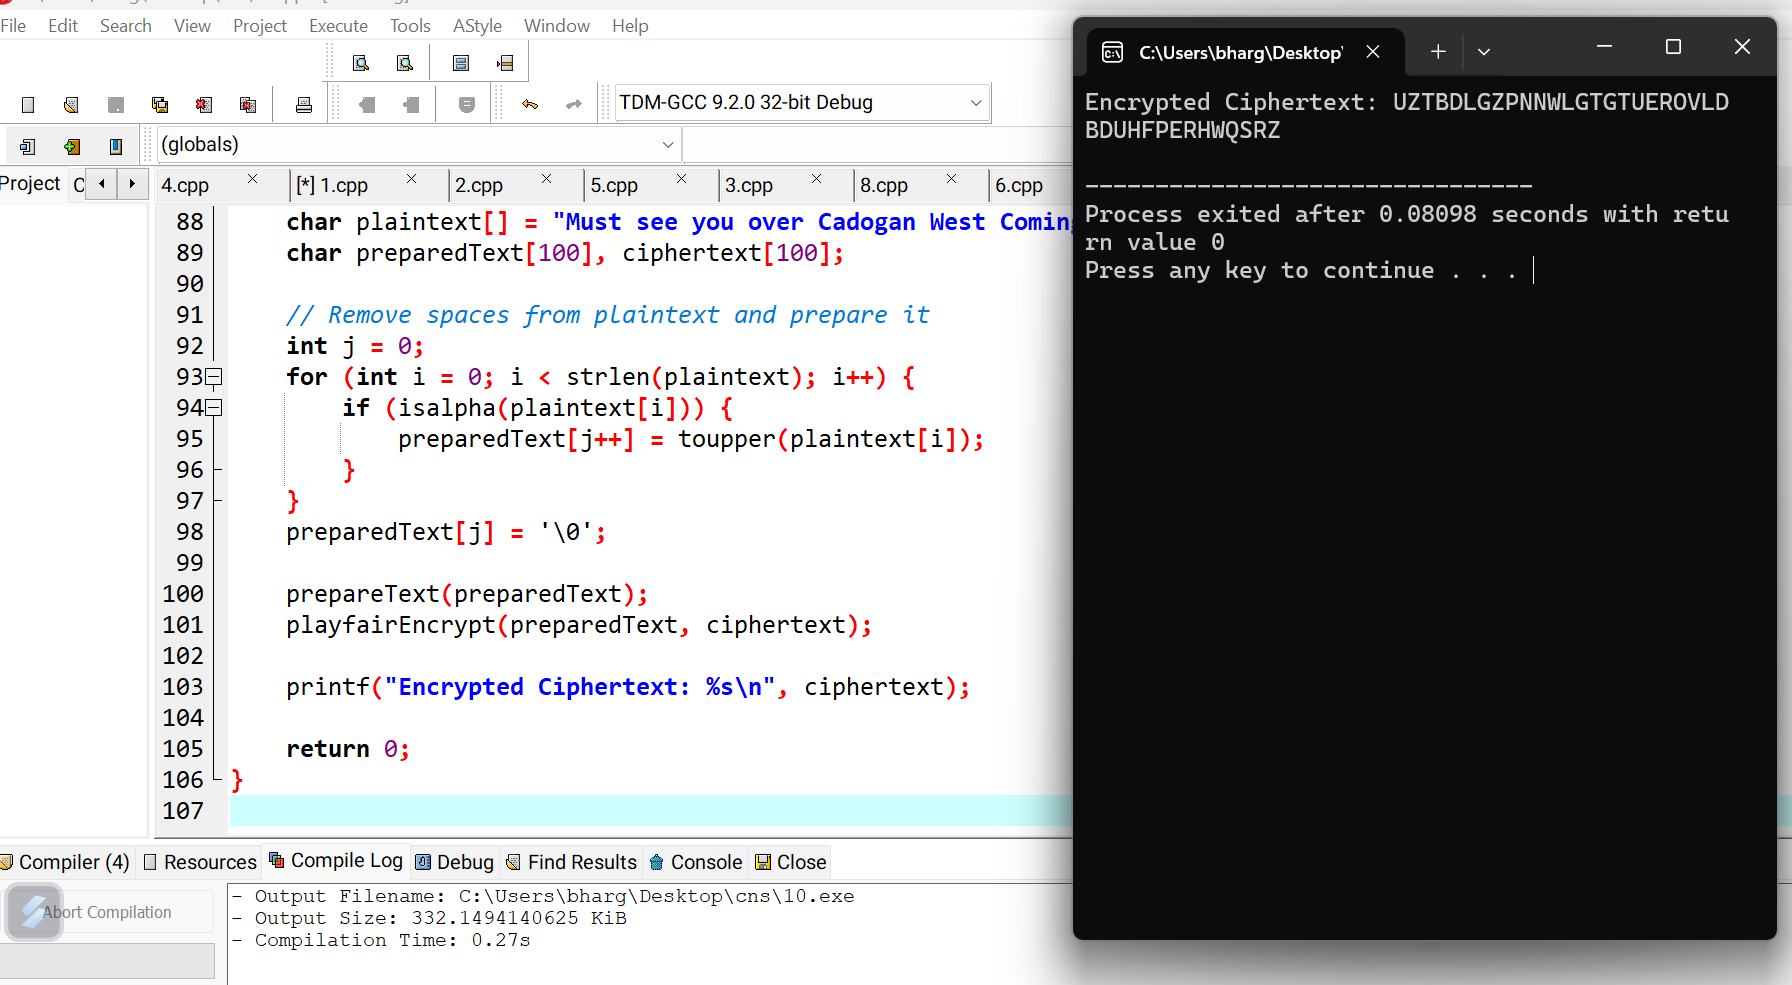 File Edit Search View Project Execute Tools AStyle Window Help
TDM-GCC 9.2.0 32-bit Debug
(globals)
Project C
4.cpp [*] 1.cpp 2.cpp 5.cpp 3.cpp 8.cpp 6.cpp
88 char plaintext[] = "Must see you over Cadogan West Coming
89 char preparedText[100], ciphertext[100];
90
91 // Remove spaces from plaintext and prepare it
92 int j = 0;
93 for (int i = 0; i < strlen(plaintext); i++) {
94 if (isalpha(plaintext[i])) {
95 preparedText[j++] = toupper(plaintext[i]);
96 }
97 }
98 preparedText[j] = '\0';
99
100 prepareText(preparedText);
101 playfairEncrypt(preparedText, ciphertext);
102
103 printf("Encrypted Ciphertext: %s\n", ciphertext);
104
105 return 0;
106 }
107
Compiler (4) Resources Compile Log Debug Find Results Console Close
Abort Compilation
- Output Filename: C:\Users\bharg\Desktop\cns\10.exe
- Output Size: 332.1494140625 KiB
- Compilation Time: 0.27s
C:\Users\bharg\Desktop\
Encrypted Ciphertext: UZTBDLGZPNNWLGTGTUEROVLD
BDUHFPERHWQSRZ
--------------------------------
Process exited after 0.08098 seconds with retu
rn value 0
Press any key to continue . . .